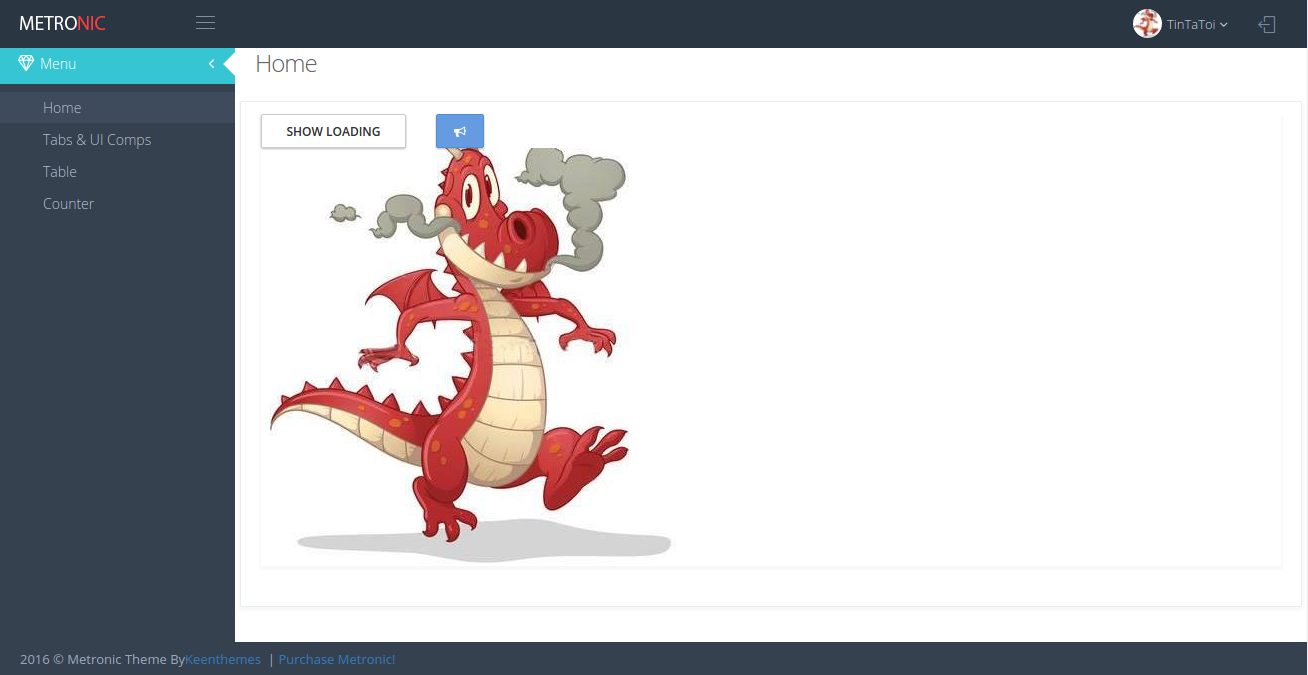 METRONIC
TinTaToi
Menu
Home
Home
Tabs & UI Comps
Table
Counter
SHOW LOADING
2016 © Metronic Theme ByKeenthemes | Purchase Metronic!